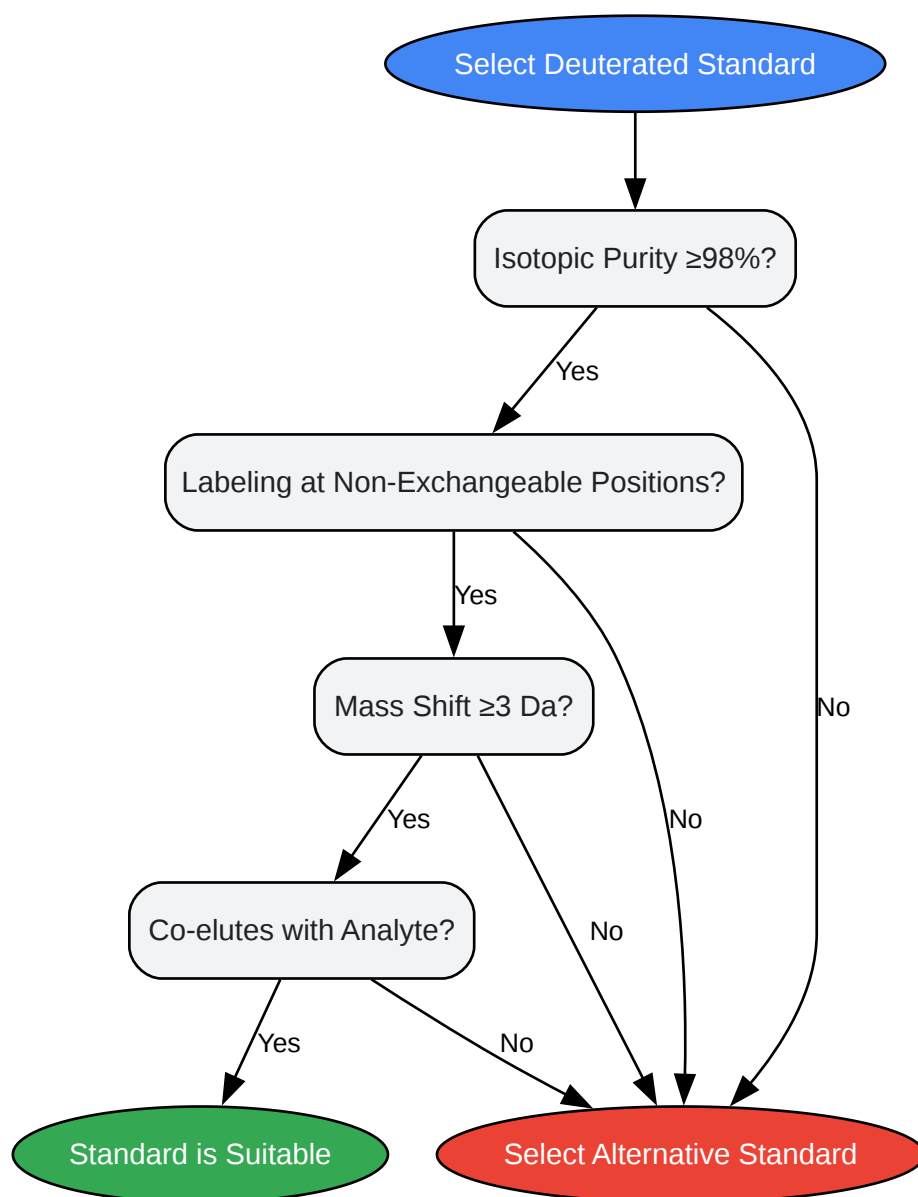 Select Deuterated Standard
Isotopic Purity ≥98%?
Yes
Labeling at Non-Exchangeable Positions?
Yes
Mass Shift ≥3 Da?
No
Yes
No
Co-elutes with Analyte?
No
Yes
No
Standard is Suitable
Select Alternative Standard